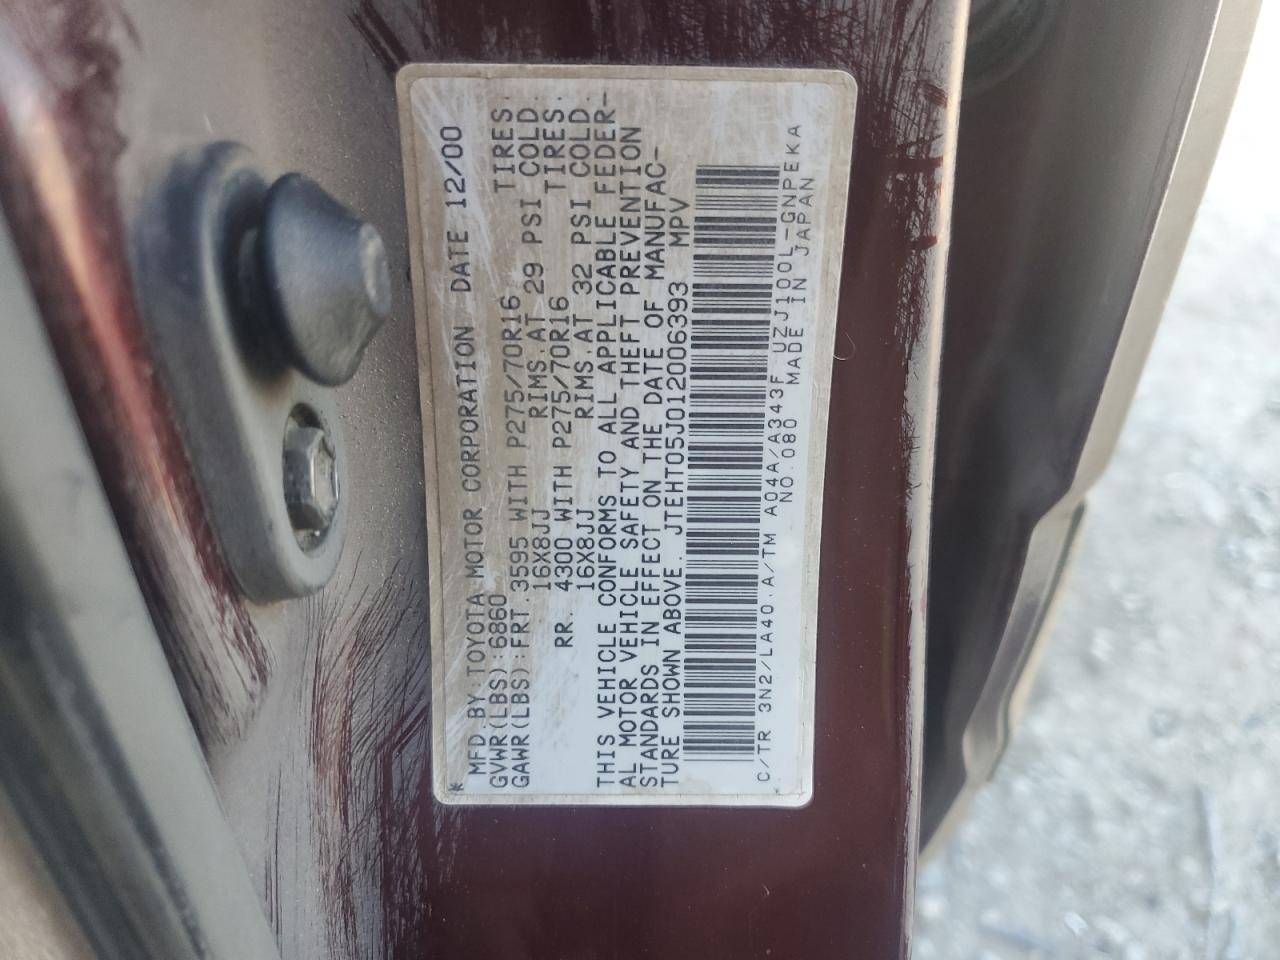 * MFD.BY:TOYOTA MOTOR CORPORATION DATE 12/00
GVWR(LBS):6860
GAWR(LBS):FRT.3595 WITH P275/70R16 TIRES.
16X8JJ RIMS.AT 29 PSI COLD.
RR. 4300 WITH P275/70R16 TIRES.
16X8JJ RIMS AT 32 PSI COLD.
THIS VEHICLE CONFORMS TO ALL APPLICABLE FEDER-
AL MOTOR VEHICLE SAFETY AND THEFT PREVENTION
STANDARDS IN EFFECT ON THE DATE OF MANUFAC-
TURE SHOWN ABOVE. JTEHT05J012006393 MPV
C/TR 3N2/LA40.A/TM A04A/A343F UZJ100L-GNPEKA
NO.080 MADE IN JAPAN